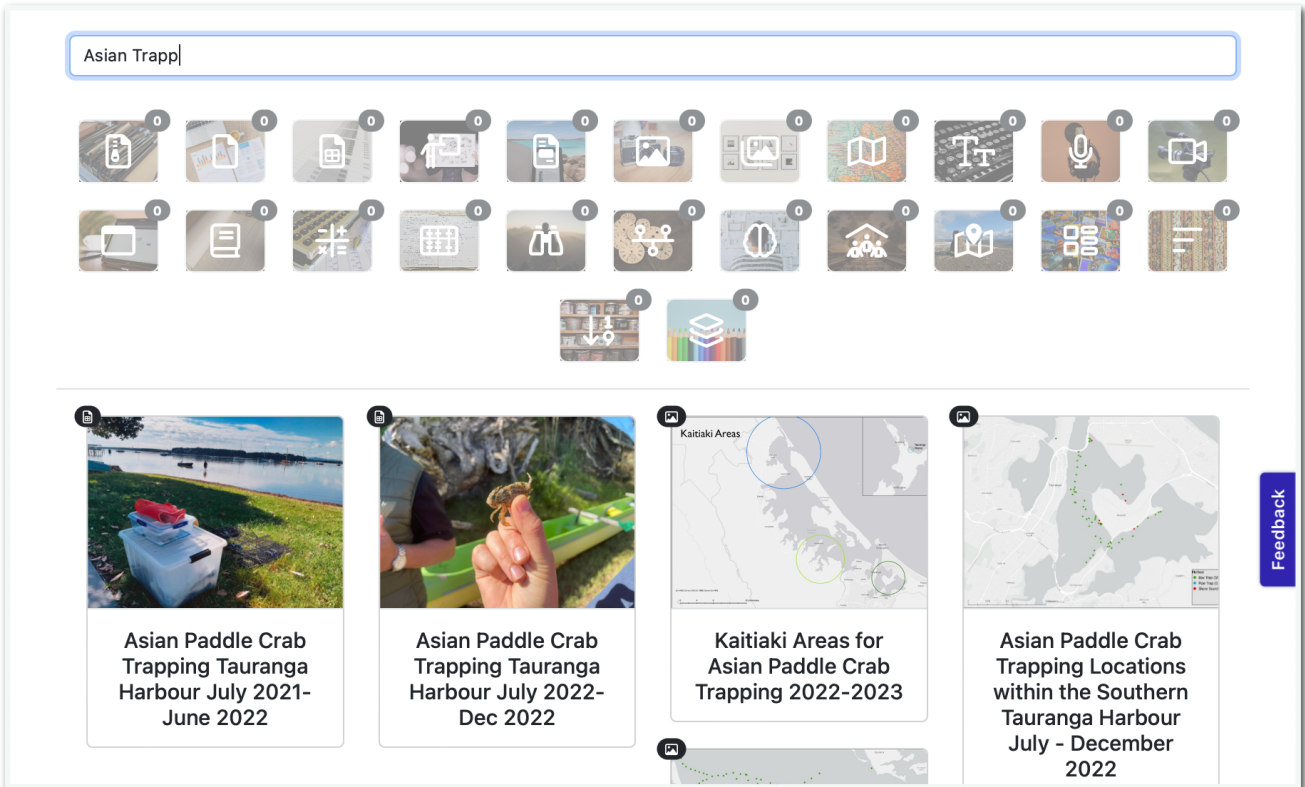 Asian Trapp
0 0 0 0 0 0 0 0 0 0 0
0 0 0 0 0 0 0 0 0 0 0
0 0
Kaitiaki Areas
Feedback
Asian Paddle Crab
Trapping Tauranga
Harbour July 2021-
June 2022
Asian Paddle Crab
Trapping Tauranga
Harbour July 2022-
Dec 2022
Kaitiaki Areas for
Asian Paddle Crab
Trapping 2022-2023
Asian Paddle Crab
Trapping Locations
within the Southern
Tauranga Harbour
July - December
2022